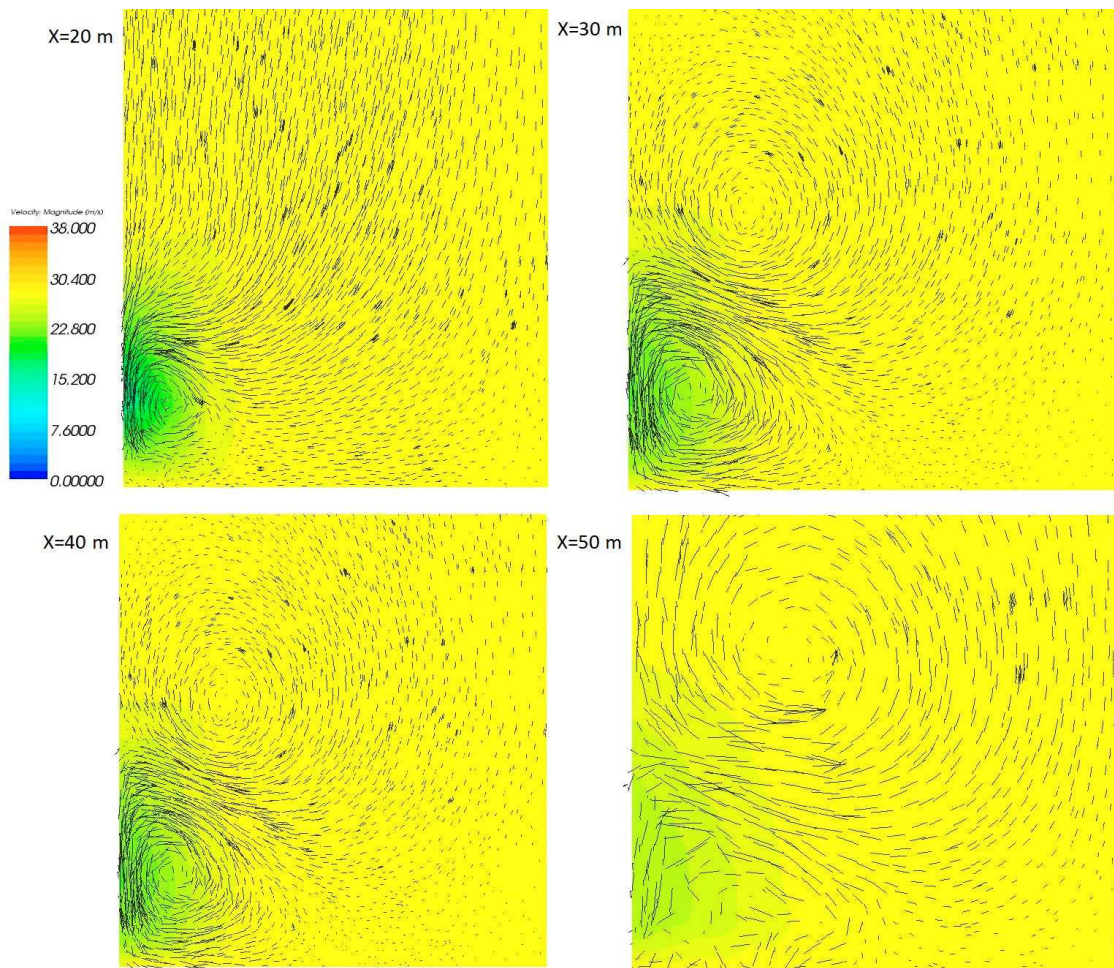 X=20 m
X=30 m
Velocity: Magnitude (m/s)
38.000
30.400
22.800
15.200
7.6000
0.00000
X=40 m
X=50 m